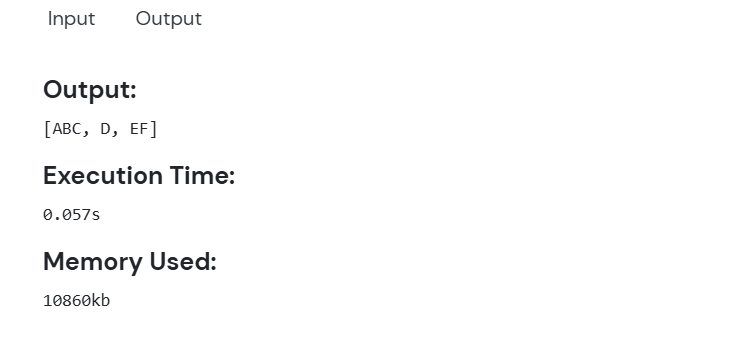 Input Output
Output:
[ABC, D, EF]
Execution Time:
0.057s
Memory Used:
10860kb